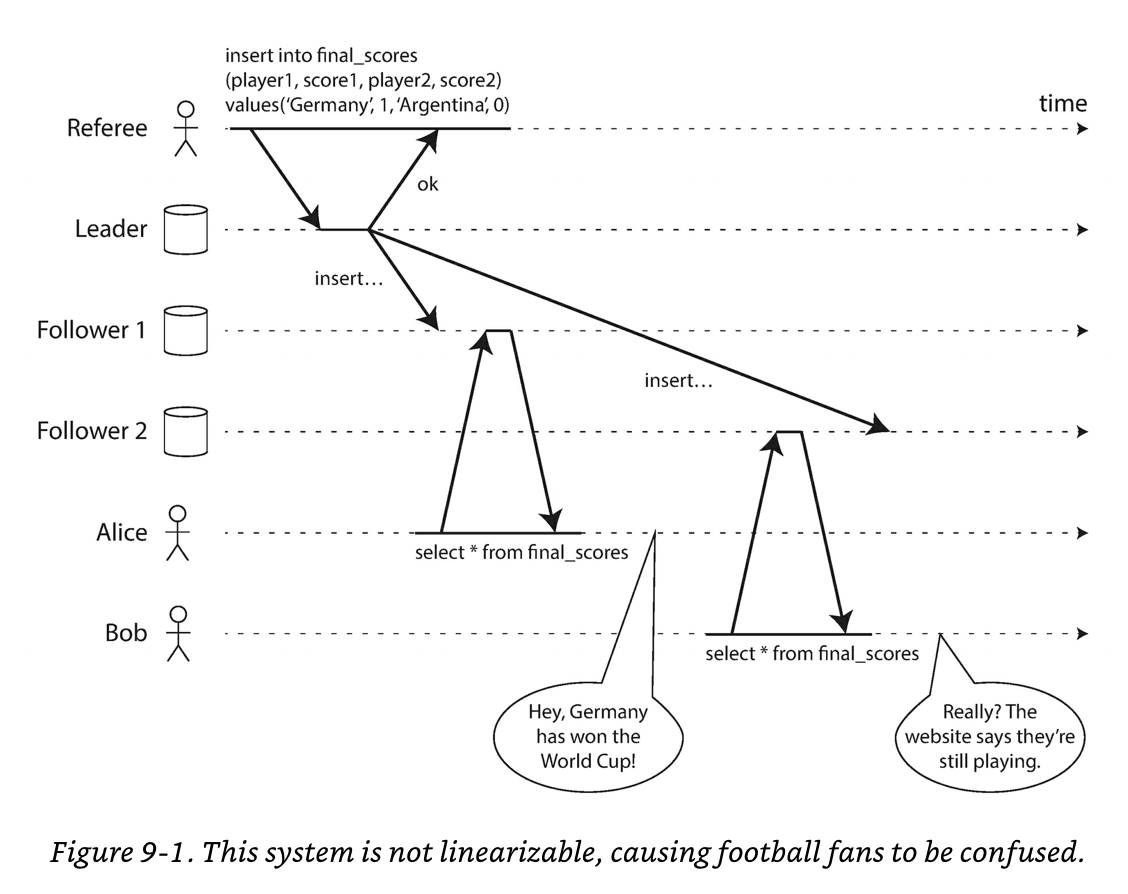 insert into final_scores
(player1, score1, player2, score2)
values(‘Germany’, 1, ‘Argentina’, 0)
time
Referee
ok
Leader
insert…
Follower 1
insert…
Follower 2
Alice
select * from final_scores
Bob
select * from final_scores
Hey, Germany
has won the
World Cup!
Really? The
website says they’re
still playing.
Figure 9-1. This system is not linearizable, causing football fans to be confused.